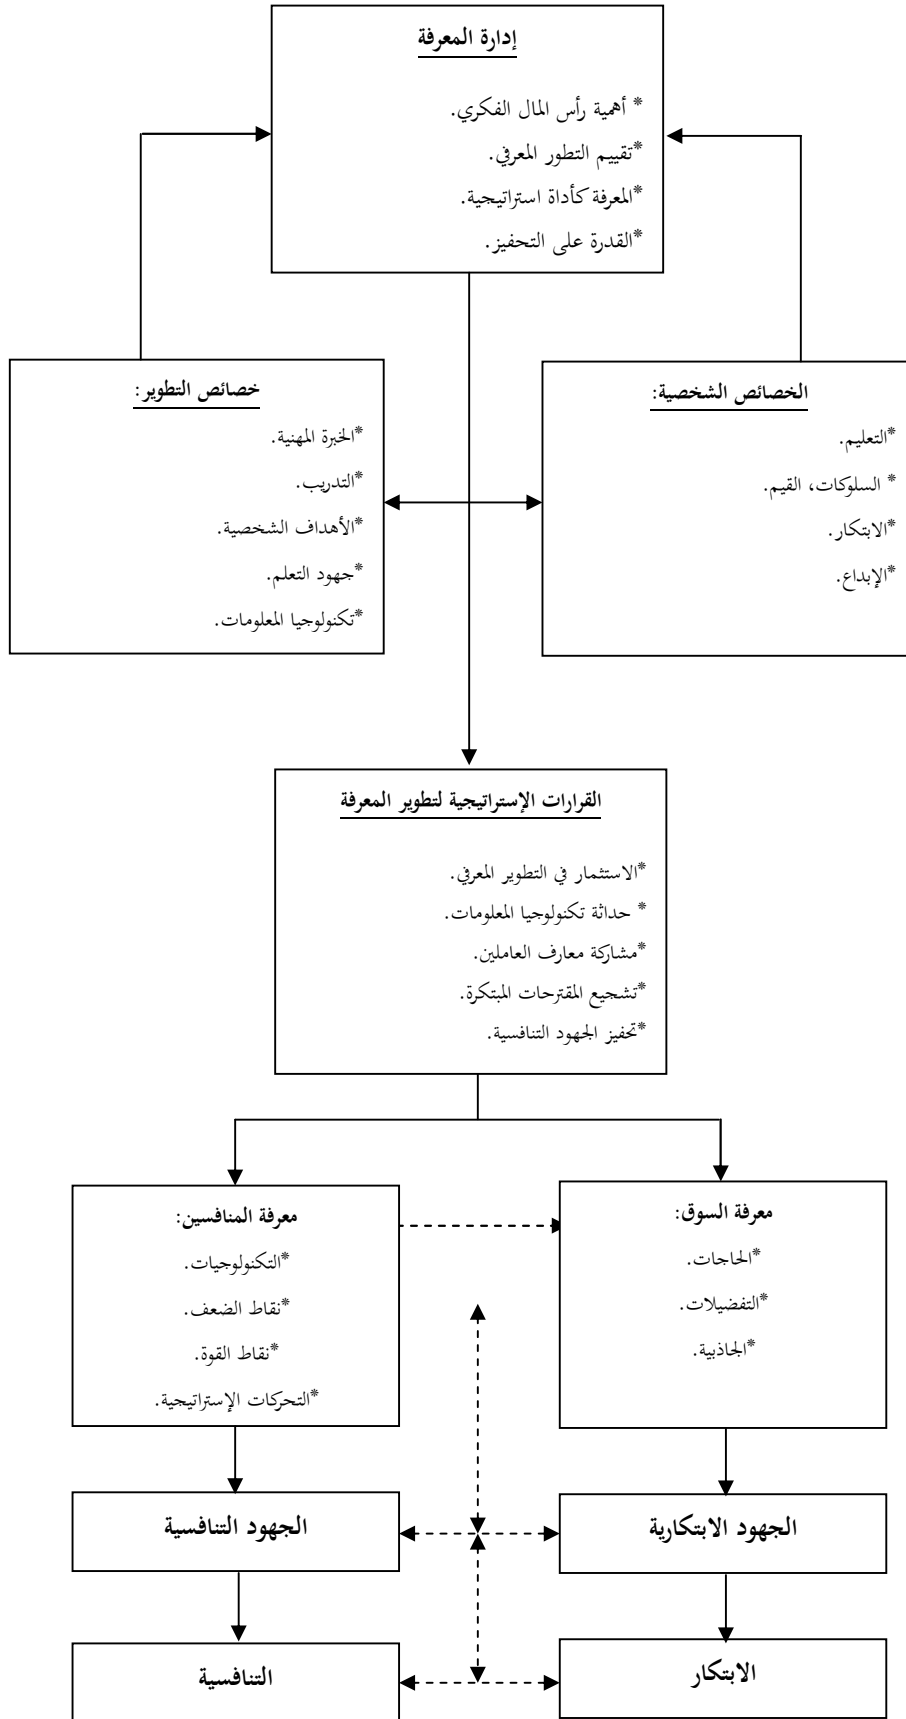 إدارة المعرفة
* أهمية رأس المال الفكري.
*تقييم التطور المعرفي.
*المعرفة كأداة استراتيجية.
*القدرة على التحفيز.
الخصائص الشخصية:
*التعليم.
* السلوكات، القيم.
*الابتكار.
*الإبداع.
خصائص التطوير:
*الخبرة المهنية.
*التدريب.
*الأهداف الشخصية.
*جهود التعلم.
*تكنولوجيا المعلومات.
القرارات الإستراتيجية لتطوير المعرفة
*الاستثمار في التطوير المعرفي.
* حداثة تكنولوجيا المعلومات.
*مشاركة معارف العاملين.
*تشجيع المقترحات المبتكرة.
*تحفيز الجهود التنافسية.
معرفة السوق:
*الحاجات.
*التفضيلات.
*الجاذبية.
معرفة المنافسين:
*التكنولوجيات.
*نقاط الضعف.
*نقاط القوة.
*التحركات الإستراتيجية.
الجهود الابتكارية
الجهود التنافسية
الابتكار
التنافسية